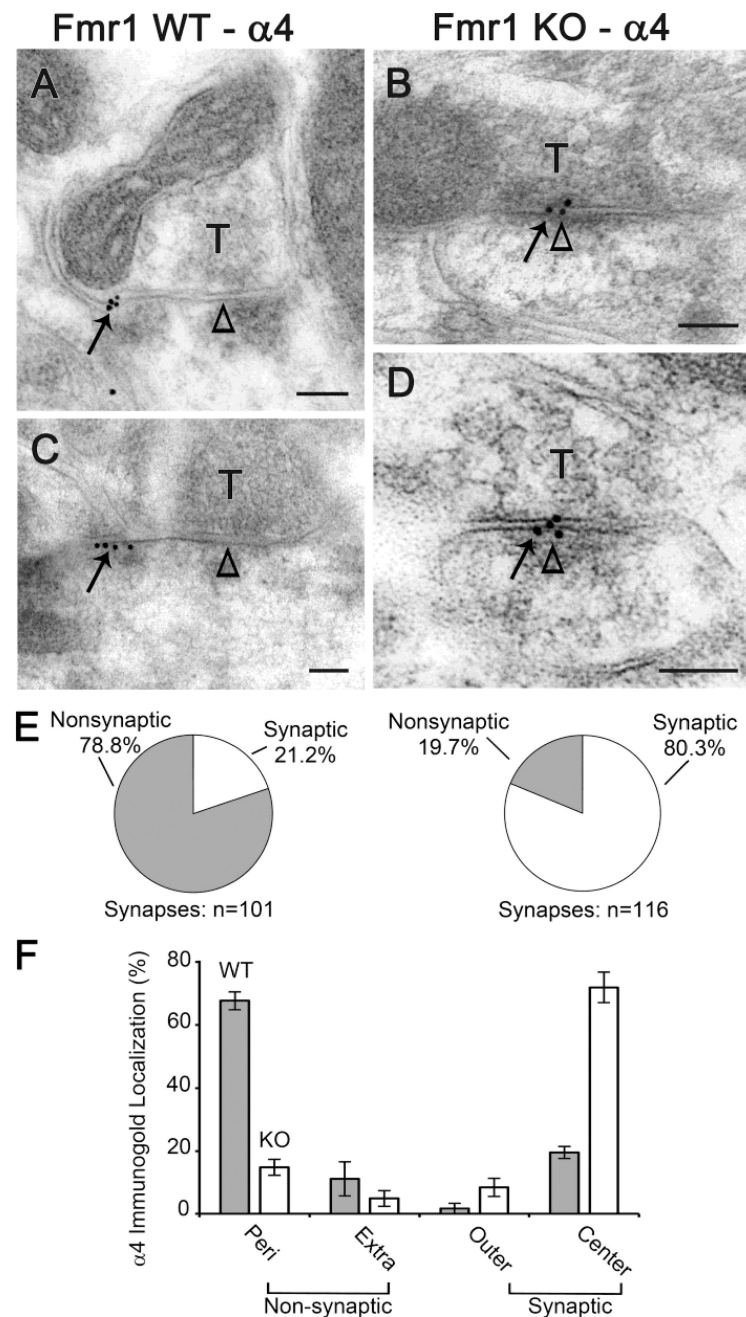 Fmr1 WT - α4
Fmr1 KO - α4
A
T
B
T
C
T
D
T
E
Nonsynaptic
78.8%
Synaptic
21.2%
Synapses: n=101
Nonsynaptic
19.7%
Synaptic
80.3%
Synapses: n=116
F
α4 Immunogold Localization (%)
80
60
40
20
0
WT
KO
Peri
Extra
Outer
Center
Non-synaptic
Synaptic